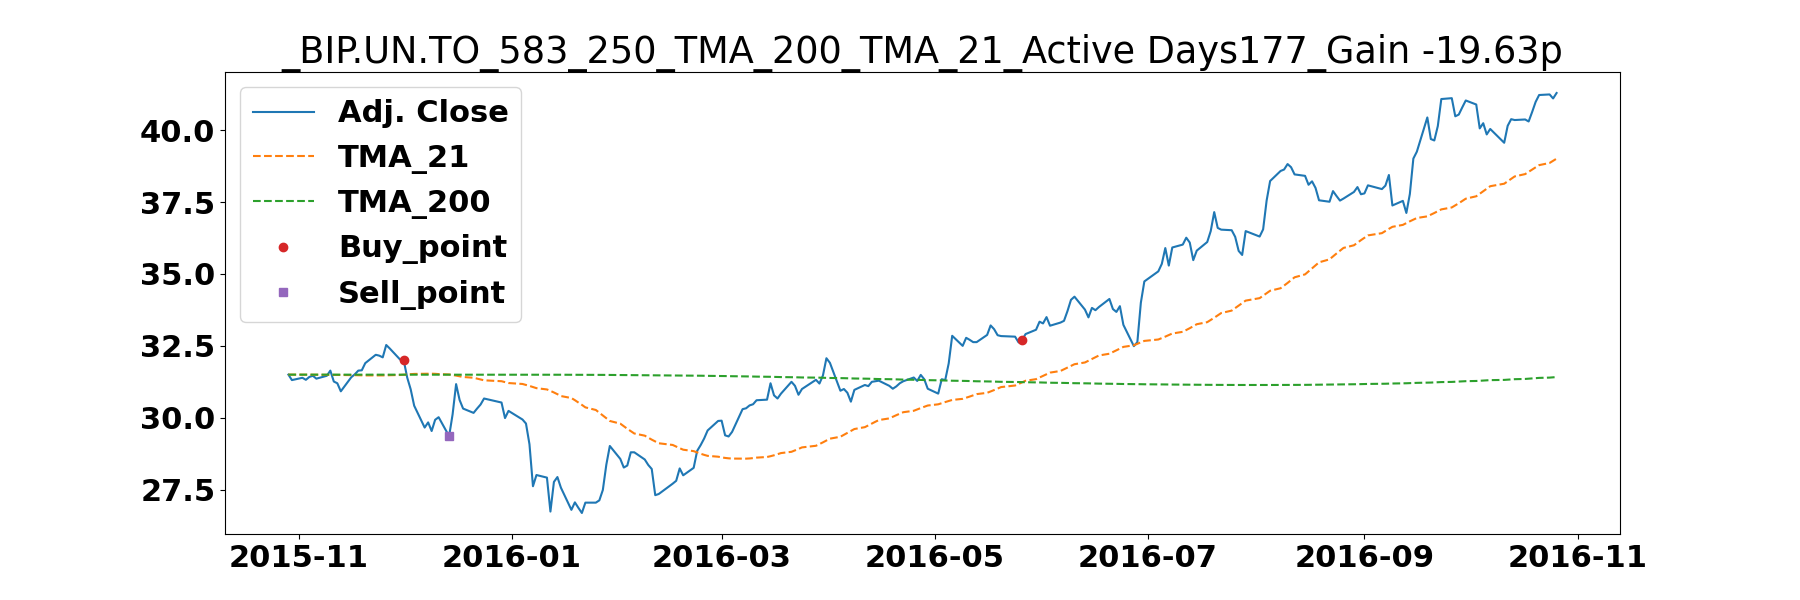 _BIP.UN.TO_583_250_TMA_200_TMA_21_Active Days177_Gain -19.63p
Adj. Close
TMA_21
TMA_200
Buy_point
Sell_point
40.0
37.5
35.0
32.5
30.0
27.5
2015-11 2016-01 2016-03 2016-05 2016-07 2016-09 2016-11